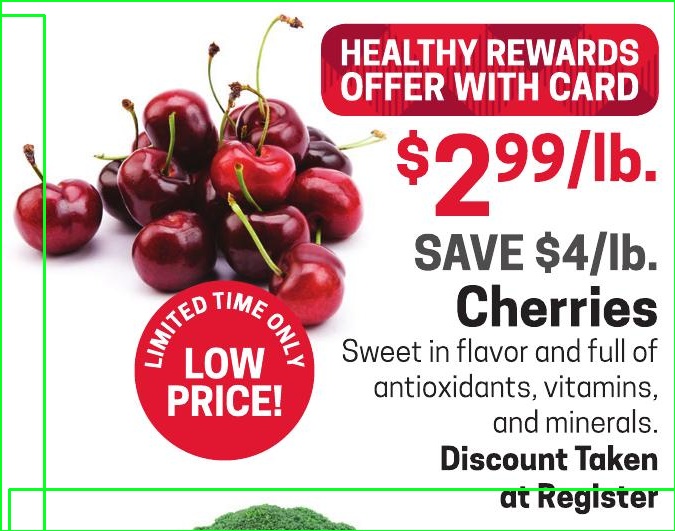 HEALTHY REWARDS
OFFER WITH CARD
$2.99/lb.
SAVE $4/lb.
Cherries
Sweet in flavor and full of
antioxidants, vitamins,
and minerals.
Discount Taken
at Register
LIMITED TIME ONLY
LOW
PRICE!